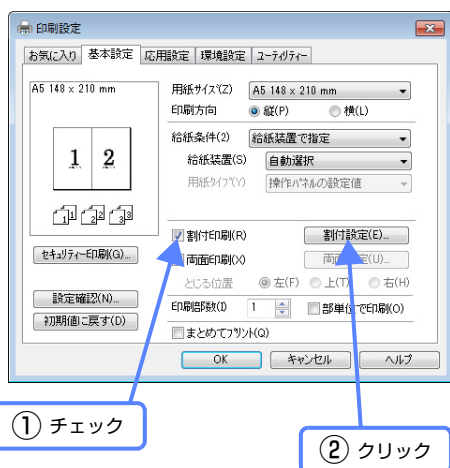 印刷設定
お気に入り 基本設定 応用設定 環境設定 ユーティリティー
A5 148 x 210 mm
1 2
1 1 2 2 3 3
セキュリティー印刷(G)...
設定確認(N)...
初期値に戻す(D)
用紙サイズ(Z) A5 148 x 210 mm
印刷方向 縦(P) 横(L)
給紙条件(2) 給紙装置で指定
給紙装置(S) 自動選択
用紙タイプ(Y) 操作パネルの設定値
割付印刷(R) 割付設定(E)...
両面印刷(X) 両面設定(U)...
とじる位置 左(F) 上(T) 右(H)
印刷部数(I) 1 部単位で印刷(O)
まとめてプリント(Q)
OK キャンセル ヘルプ
① チェック
② クリック